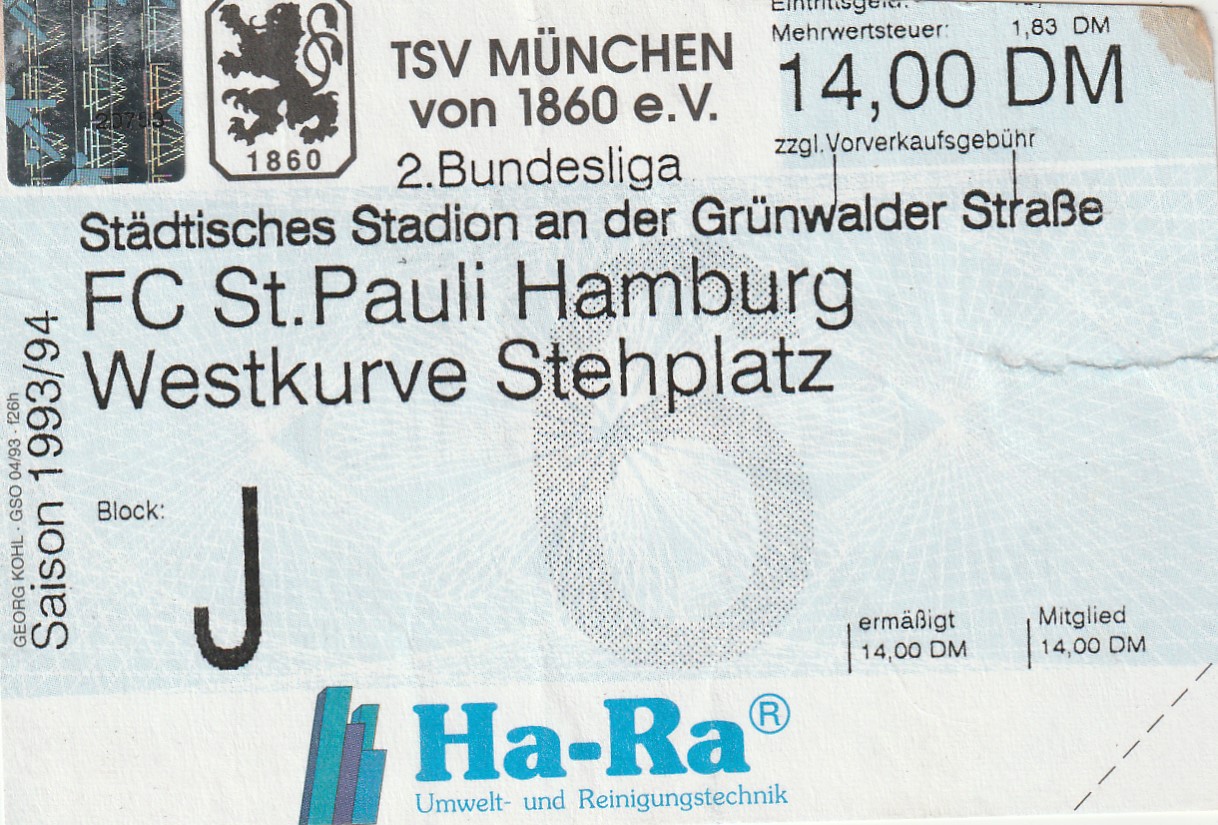 Eintrittsgeld:
Mehrwertsteuer: 1,83 DM
14,00 DM
zzgl.Vorverkaufsgebühr
1860
TSV MÜNCHEN
von 1860 e.V.
2.Bundesliga
Städtisches Stadion an der Grünwalder Straße
FC St.Pauli Hamburg
Westkurve Stehplatz
6
Block:
J
GEORG KOHL · GSO 04/93 - f26h
Saison 1993/94
ermäßigt
14,00 DM
Mitglied
14,00 DM
Ha-Ra®
Umwelt- und Reinigungstechnik